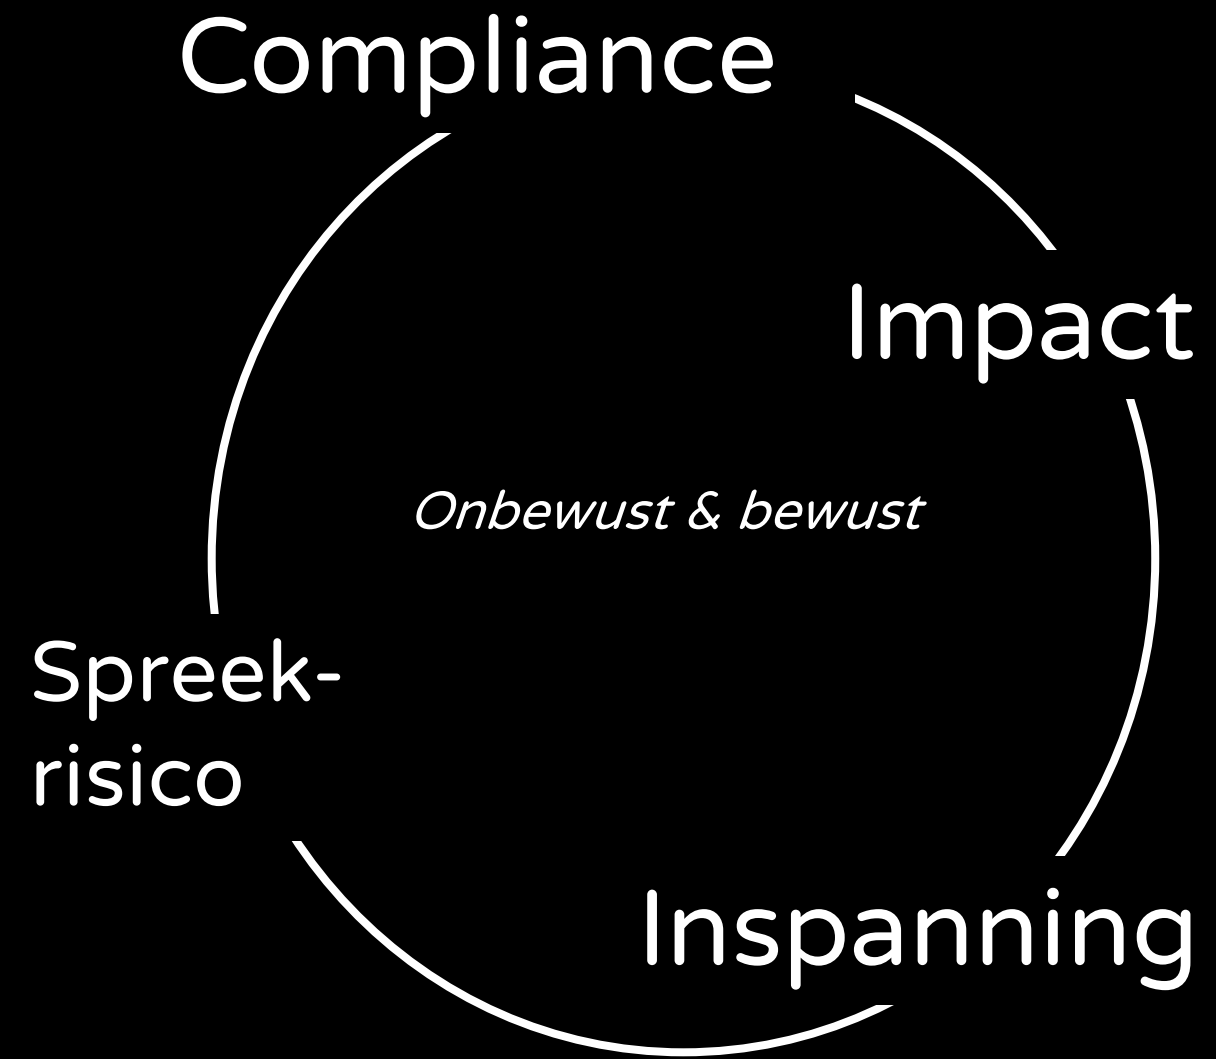 Compliance
Impact
Onbewust & bewust
Spreek-
risico
Inspanning